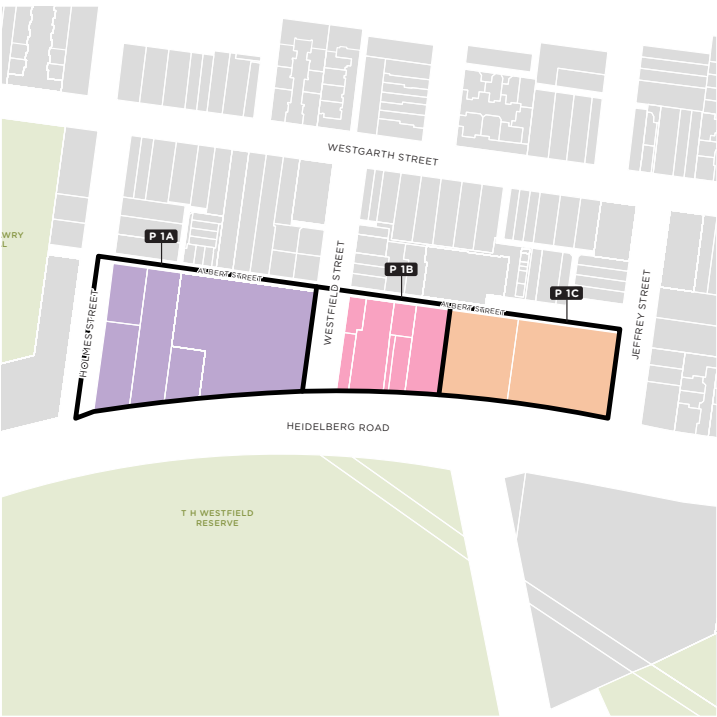 WESTGARTH STREET
WRY
L
P 1A
ALBERT STREET
P 1B
P 1C
ALBERT STREET
HOLMES STREET
WESTFIELD STREET
JEFFREY STREET
HEIDELBERG ROAD
T H WESTFIELD
RESERVE